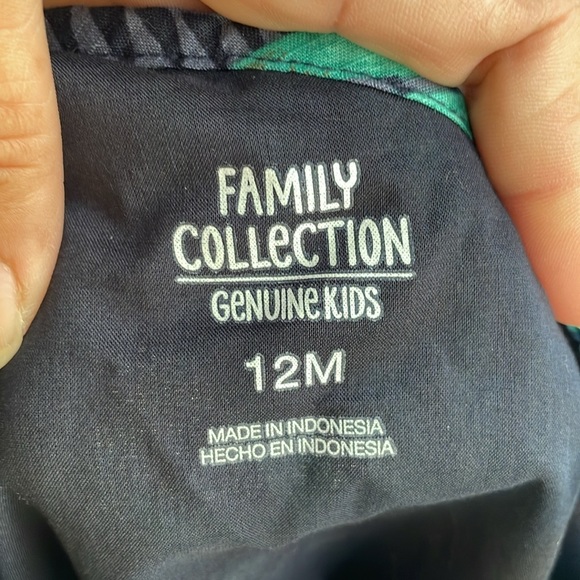 FAMILY
COLLECTION
GENUINE KIDS
12M
MADE IN INDONESIA
HECHO EN INDONESIA